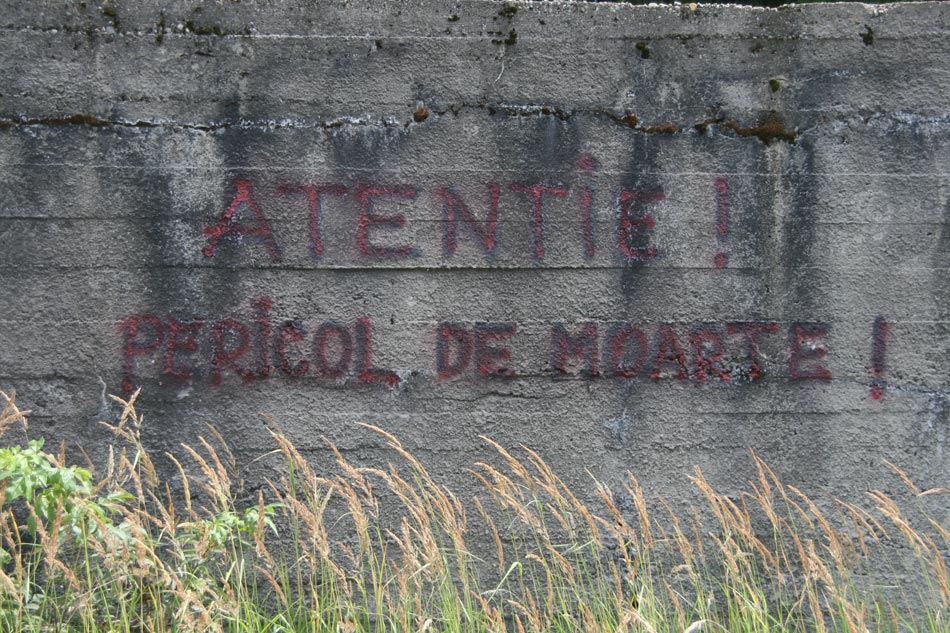 ATENTiE !
PERiCOL DE MOARTE !